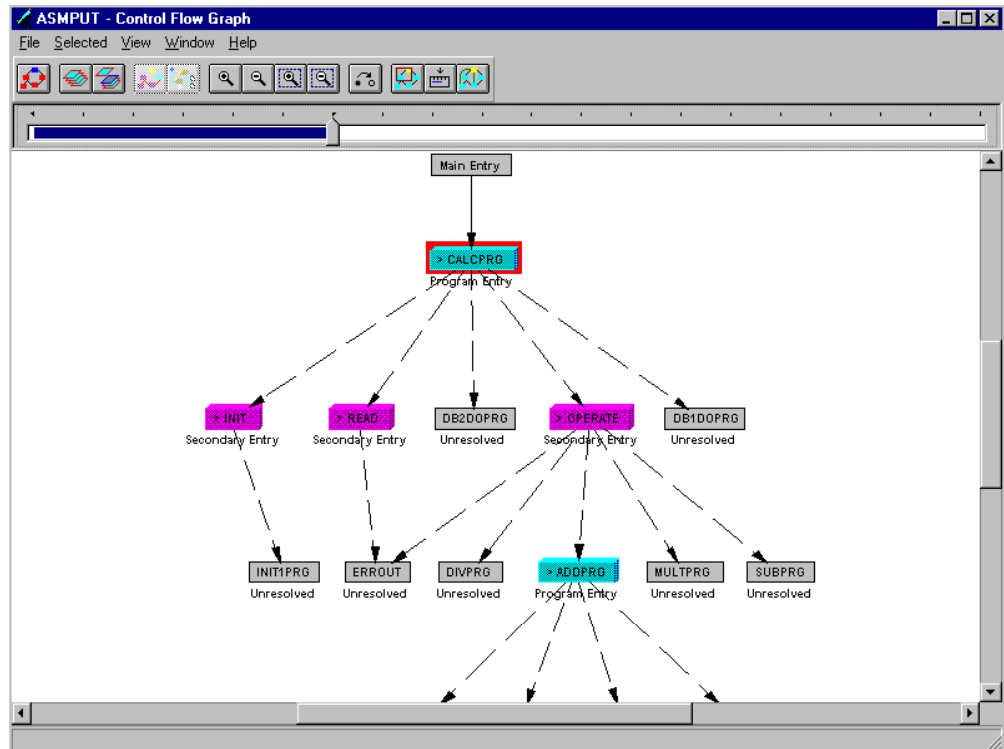 ASMPUT - Control Flow Graph
File Selected View Window Help
Main Entry
> CALCPRG
Program Entry
> INIT
> READ
DB2DOPRG
> OPERATE
DB1DOPRG
Secondary Entry
Secondary Entry
Unresolved
Secondary Entry
Unresolved
INIT1PRG
ERROUT
DIVPRG
> ADDPRG
MULTPRG
SUBPRG
Unresolved
Unresolved
Unresolved
Program Entry
Unresolved
Unresolved